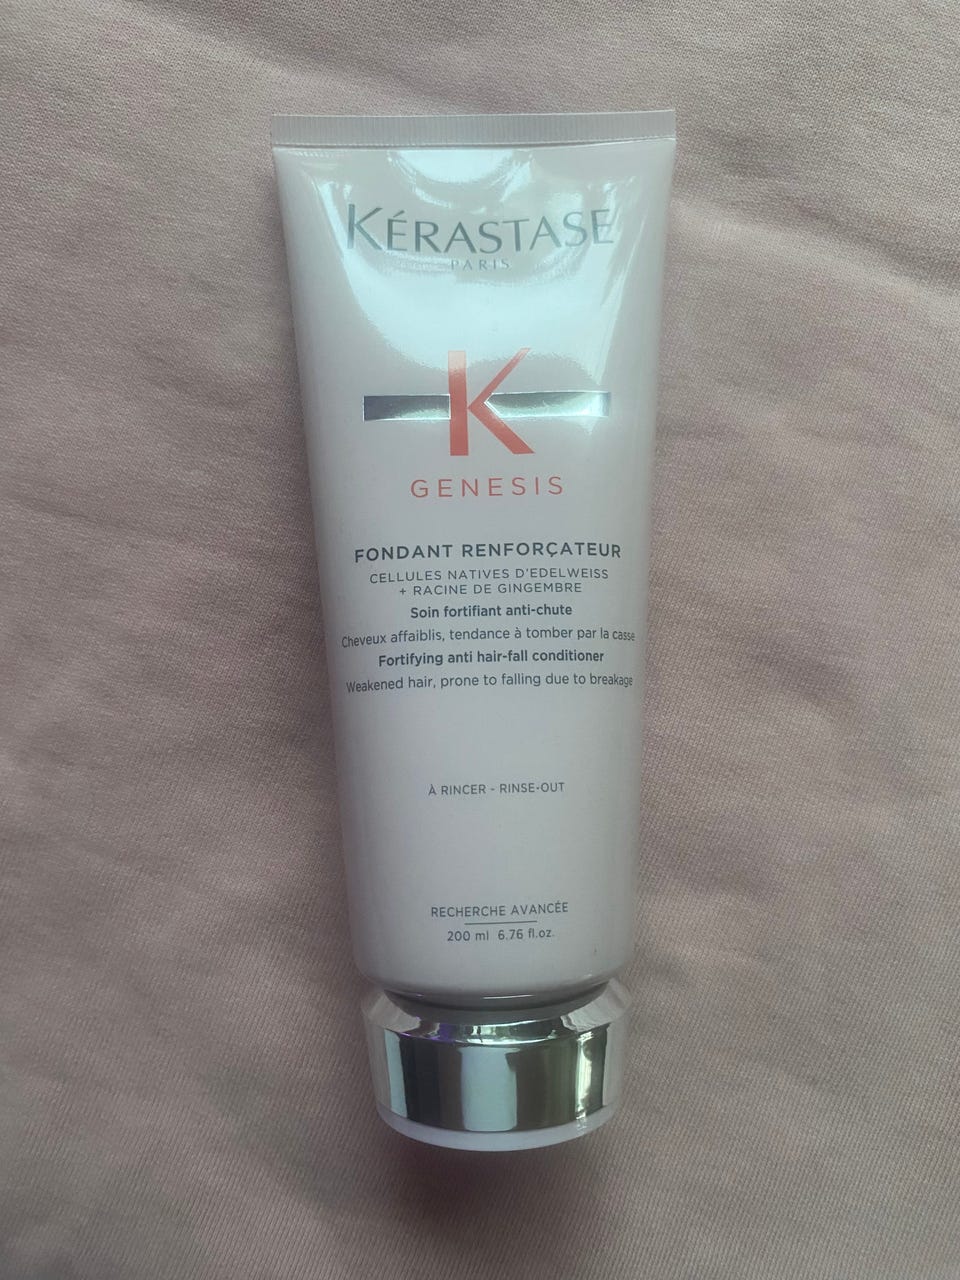 KÉRASTASE
PARIS
K
GENESIS
FONDANT RENFORÇATEUR
CELLULES NATIVES D'EDELWEISS
+ RACINE DE GINGEMBRE
Soin fortifiant anti-chute
Cheveux affaiblis, tendance à tomber par la casse
Fortifying anti hair-fall conditioner
Weakened hair, prone to falling due to breakage
À RINCER - RINSE-OUT
RECHERCHE AVANCÉE
200 ml 6.76 fl.oz.